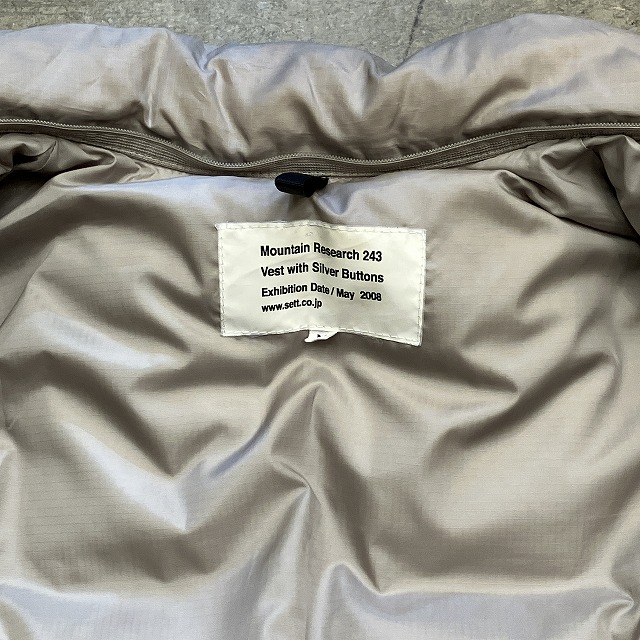 Mountain Research 243
Vest with Silver Buttons
Exhibition Date / May 2008
www.sett.co.jp